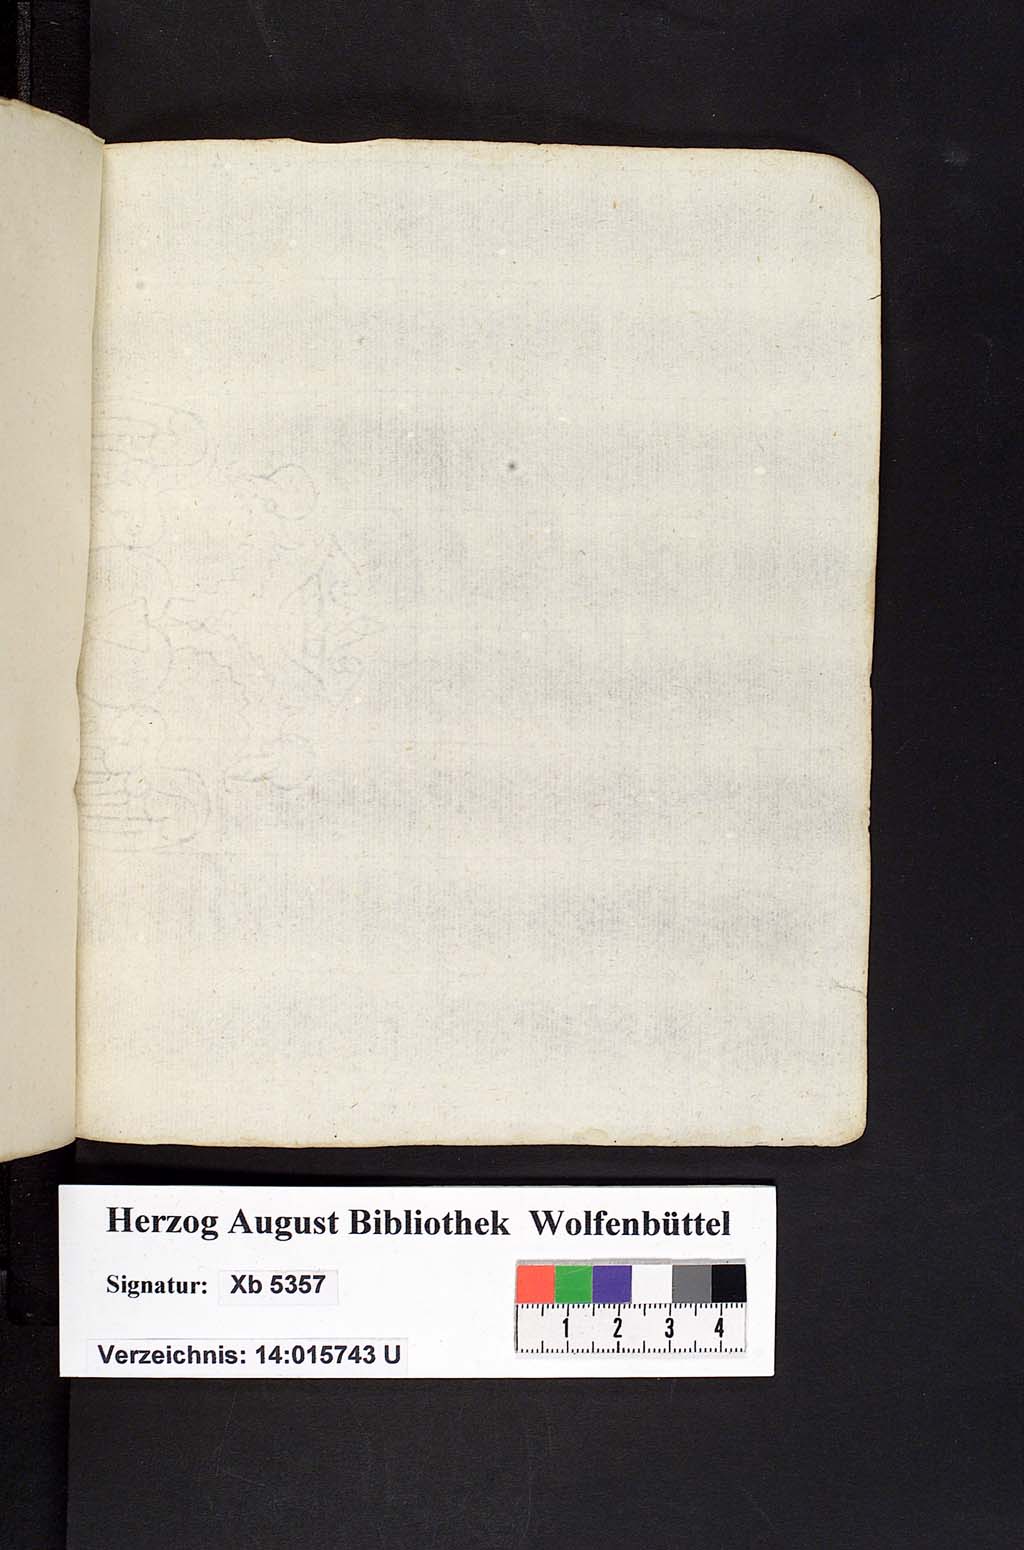 Herzog August Bibliothek Wolfenbüttel
Signatur: Xb 5357
Verzeichnis: 14:015743 U
1 2 3 4